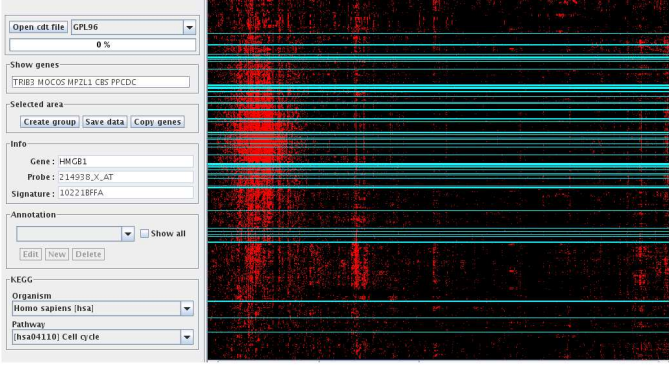 Open cdt file GPL96
0 %
Show genes
TRIB3 MOCOS MPZL1 CBS PPCDC
Selected area
Create group Save data Copy genes
Info
Gene : HMGB1
Probe : 214938_X_AT
Signature : 10221BFFA
Annotation
Show all
Edit New Delete
KEGG
Organism
Homo sapiens [hsa]
Pathway
[hsa04110] Cell cycle